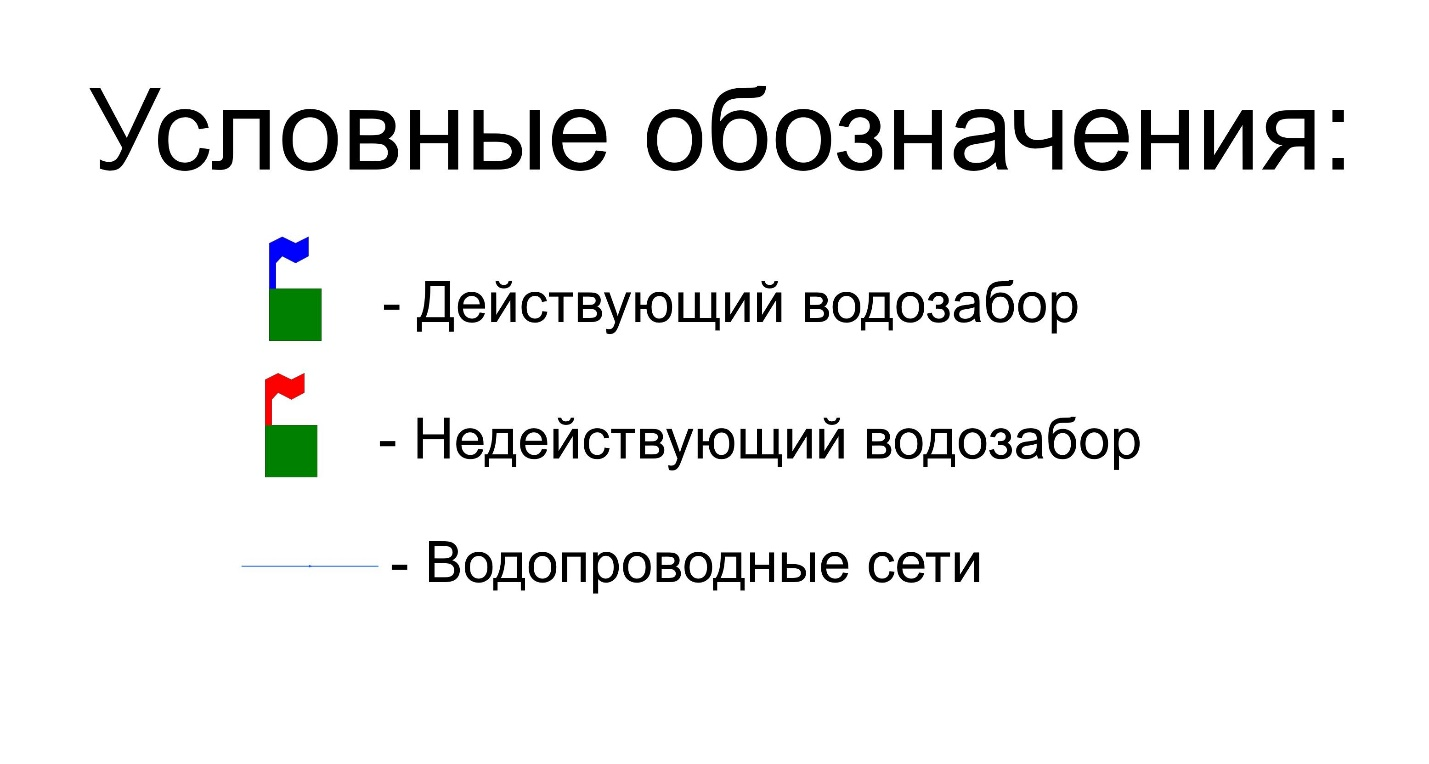 Условные обозначения:
- Действующий водозабор
- Недействующий водозабор
- Водопроводные сети